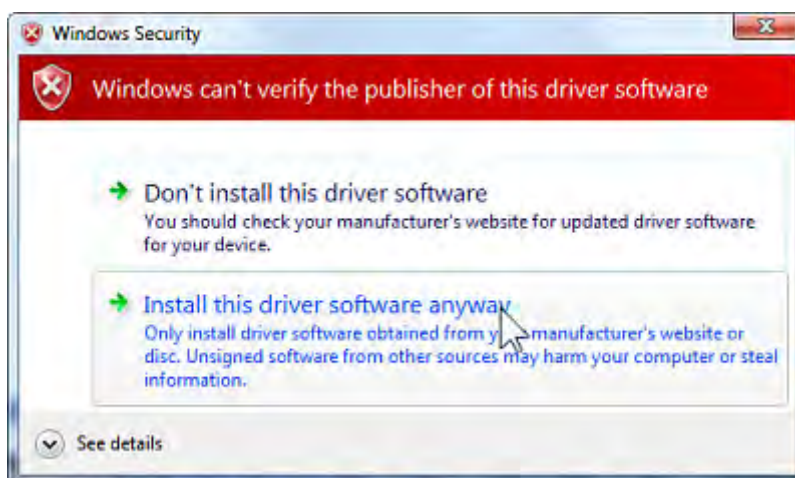 Windows Security
Windows can't verify the publisher of this driver software
Don't install this driver software
You should check your manufacturer's website for updated driver software
for your device.
Install this driver software anyway
Only install driver software obtained from manufacturer's website or
disc. Unsigned software from other sources may harm your computer or steal
information.
See details